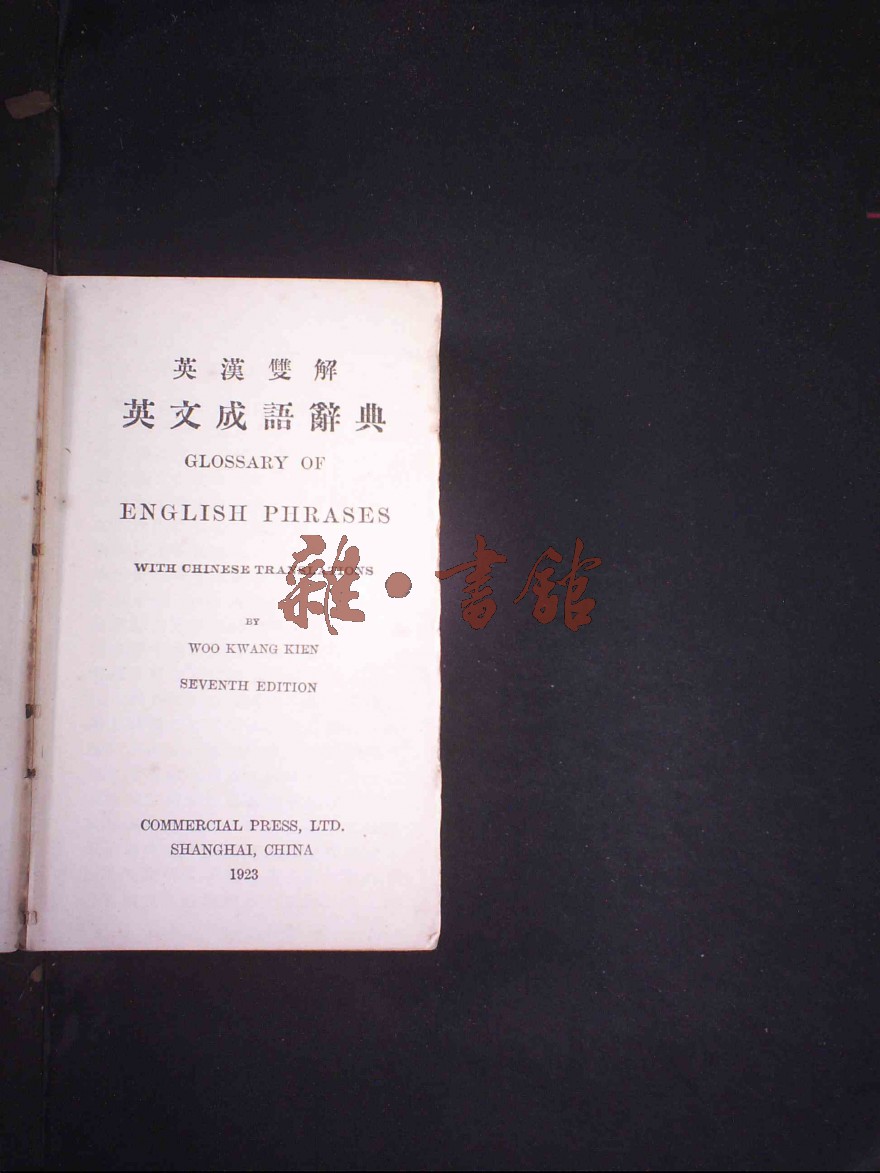 英漢雙解
英文成語辭典
GLOSSARY OF
ENGLISH PHRASES
WITH CHINESE TRANSLATIONS
BY
WOO KWANG KIEN
SEVENTH EDITION
COMMERCIAL PRESS, LTD.
SHANGHAI, CHINA
1923
雜·書館